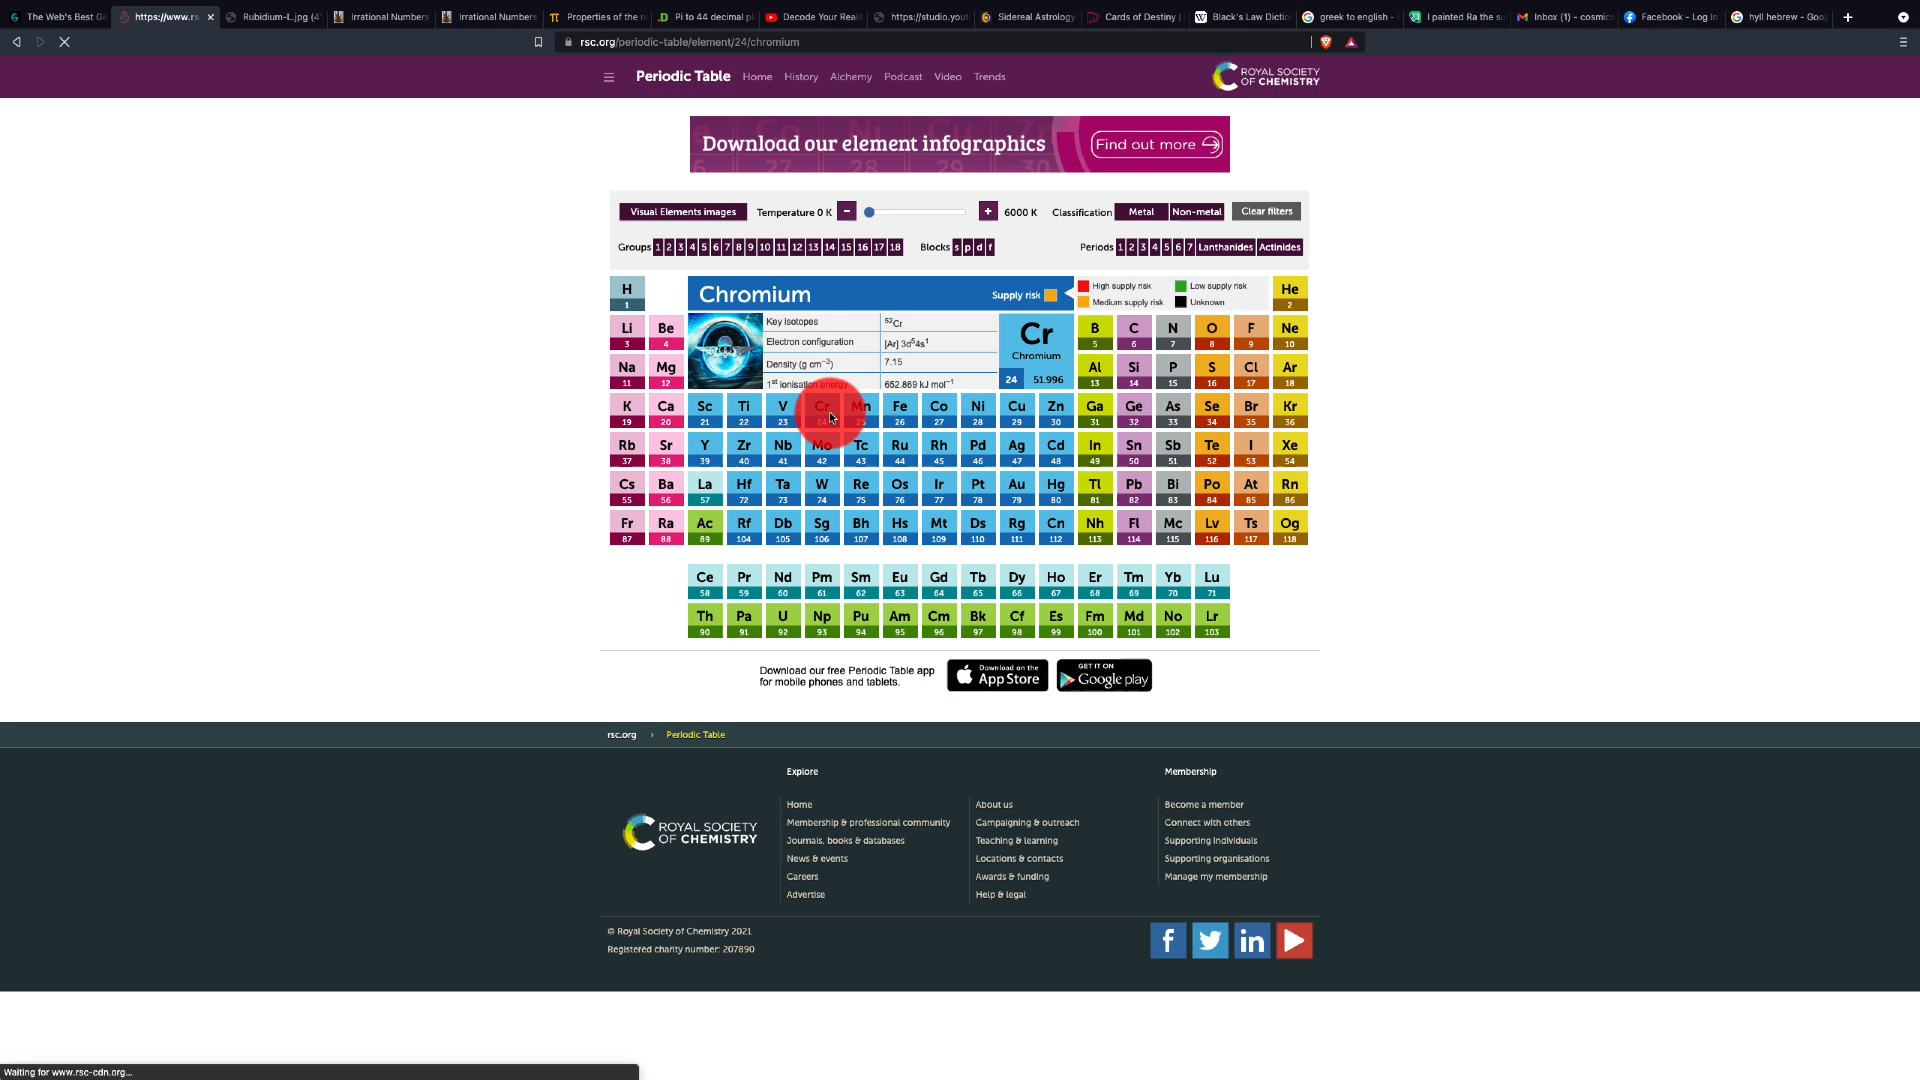 The Web's Best Ge
https://www.rs
Rubidium-L.jpg (4
Irrational Numbers
Irrational Numbers
Properties of the r
Pi to 44 decimal pl
Decode Your Reali
https://studio.yout
Sidereal Astrology
Cards of Destiny |
Black's Law Dictio
greek to english -
I painted Ra the su
Inbox (1) - cosmics
Facebook - Log In
hyll hebrew - Goog
rsc.org/periodic-table/element/24/chromium
Periodic Table Home History Alchemy Podcast Video Trends
ROYAL SOCIETY
OF CHEMISTRY
Download our element infographics
Find out more
Visual Elements images Temperature 0 K - + 6000 K Classification Metal Non-metal Clear filters
Groups 1 2 3 4 5 6 7 8 9 10 11 12 13 14 15 16 17 18 Blocks s p d f Periods 1 2 3 4 5 6 7 Lanthanides Actinides
H Chromium Supply risk He
1 2
High supply risk Low supply risk
Medium supply risk Unknown
Key isotopes ⁵²Cr
Electron configuration [Ar] 3d⁵4s¹
Density (g cm⁻³) 7.15
1ˢᵗ ionisation energy 652.869 kJ mol⁻¹
Cr
Chromium
24 51.996
Li Be B C N O F Ne
3 4 5 6 7 8 9 10
Na Mg Al Si P S Cl Ar
11 12 13 14 15 16 17 18
K Ca Sc Ti V Cr Mn Fe Co Ni Cu Zn Ga Ge As Se Br Kr
19 20 21 22 23 24 25 26 27 28 29 30 31 32 33 34 35 36
Rb Sr Y Zr Nb Mo Tc Ru Rh Pd Ag Cd In Sn Sb Te I Xe
37 38 39 40 41 42 43 44 45 46 47 48 49 50 51 52 53 54
Cs Ba La Hf Ta W Re Os Ir Pt Au Hg Tl Pb Bi Po At Rn
55 56 57 72 73 74 75 76 77 78 79 80 81 82 83 84 85 86
Fr Ra Ac Rf Db Sg Bh Hs Mt Ds Rg Cn Nh Fl Mc Lv Ts Og
87 88 89 104 105 106 107 108 109 110 111 112 113 114 115 116 117 118
Ce Pr Nd Pm Sm Eu Gd Tb Dy Ho Er Tm Yb Lu
58 59 60 61 62 63 64 65 66 67 68 69 70 71
Th Pa U Np Pu Am Cm Bk Cf Es Fm Md No Lr
90 91 92 93 94 95 96 97 98 99 100 101 102 103
Download our free Periodic Table app
for mobile phones and tablets.
Download on the
App Store
GET IT ON
Google play
rsc.org › Periodic Table
Explore
Membership
ROYAL SOCIETY
OF CHEMISTRY
Home
Membership & professional community
Journals, books & databases
News & events
Careers
Advertise
About us
Campaigning & outreach
Teaching & learning
Locations & contacts
Awards & funding
Help & legal
Become a member
Connect with others
Supporting individuals
Supporting organisations
Manage my membership
© Royal Society of Chemistry 2021
Registered charity number: 207890
Waiting for www.rsc-cdn.org...